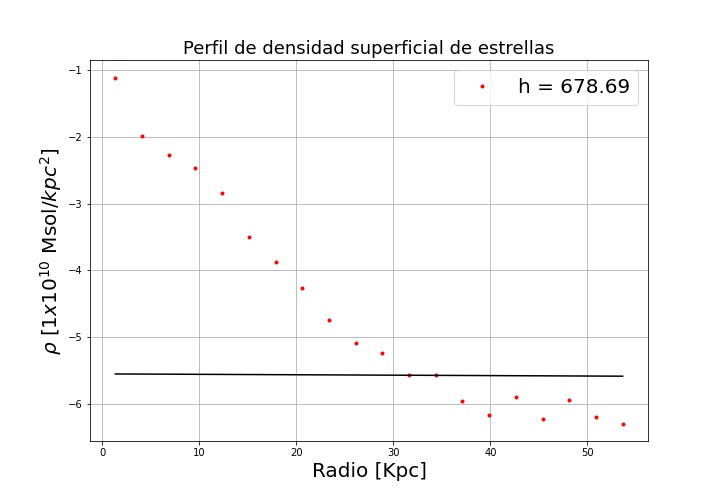 Perfil de densidad superficial de estrellas
h = 678.69
ρ [1x10^{10} Msol/kpc^2]
−1
−2
−3
−4
−5
−6
0 10 20 30 40 50
Radio [Kpc]